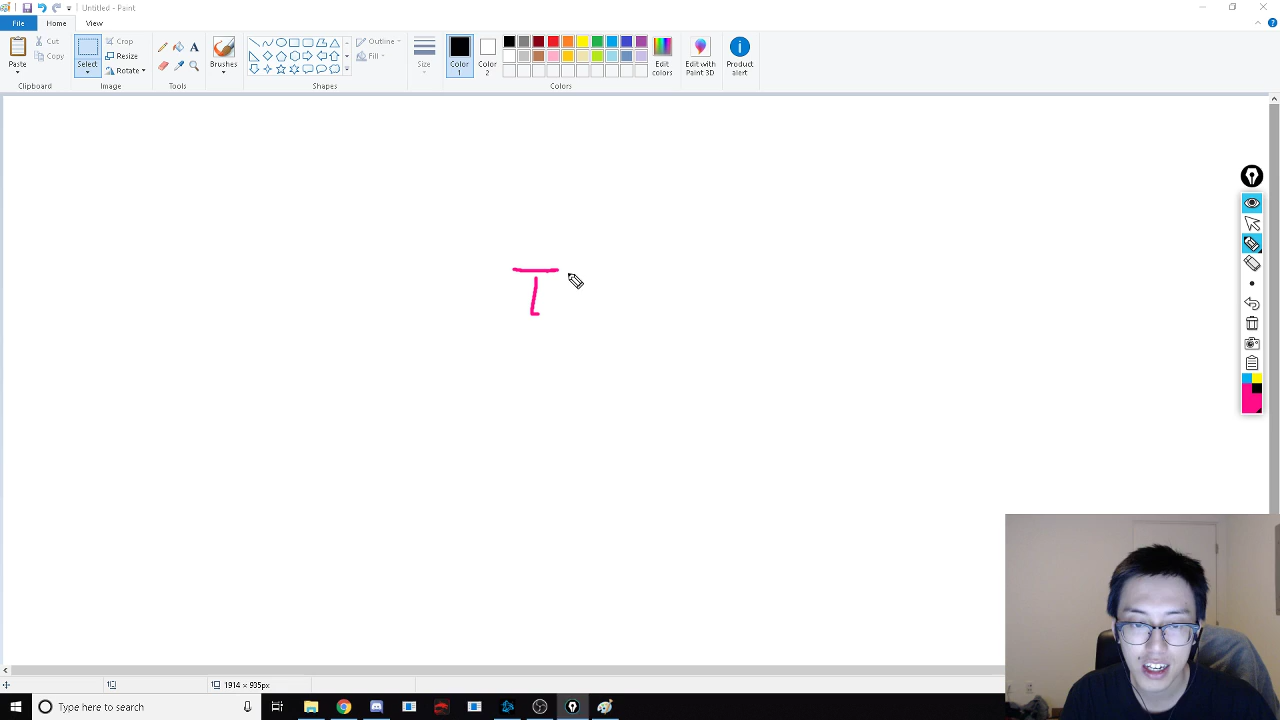 Untitled - Paint
File
Home
View
Paste
Cut
Copy
Clipboard
Select
Crop
Resize
Rotate
Image
A
Tools
Brushes
Shapes
Outline
Fill
Size
Color 1
Color 2
Edit colors
Colors
Edit with Paint 3D
Product alert
T
1914 × 935px
Type here to search